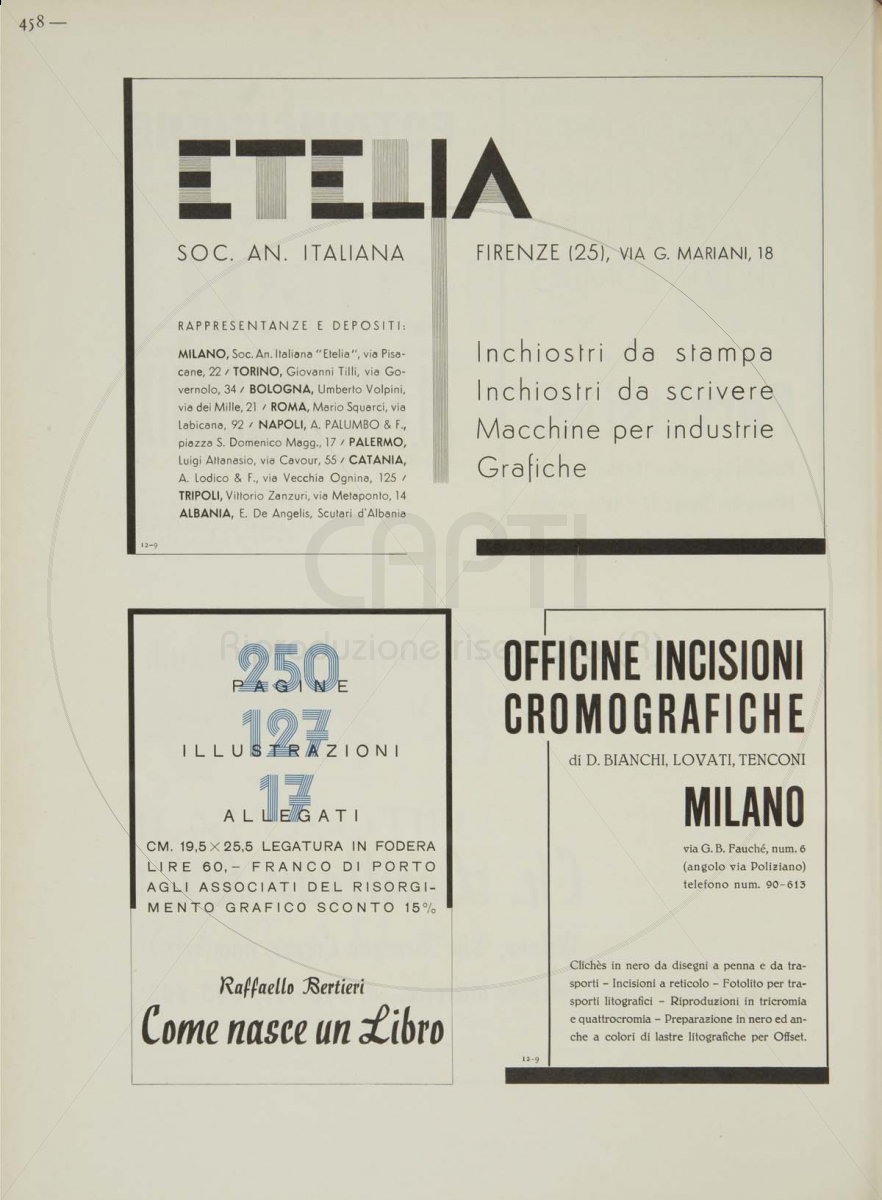 458 —
ETELIA
SOC. AN. ITALIANA
FIRENZE (25), VIA G. MARIANI, 18
RAPPRESENTANZE E DEPOSITI:
MILANO, Soc. An. Italiana "Etelia", via Pisa-
cane, 22 / TORINO, Giovanni Tilli, via Go-
vernolo, 34 / BOLOGNA, Umberto Volpini,
via dei Mille, 21 / ROMA, Mario Squarci, via
Labicana, 92 / NAPOLI, A. PALUMBO & F.,
piazza S. Domenico Magg., 17 / PALERMO,
Luigi Attanasio, via Cavour, 55 / CATANIA,
A. Lodico & F., via Vecchia Ognina, 125 /
TRIPOLI, Vittorio Zanzuri, via Metaponto, 14
ALBANIA, E. De Angelis, Scutari d'Albania
12-9
Inchiostri da stampa
Inchiostri da scrivere
Macchine per industrie
Grafiche
CAPTI
Riproduzione riservata (R)
250
PAGINE
127
ILLUSTRAZIONI
17
ALLEGATI
CM. 19,5×25,5 LEGATURA IN FODERA
LIRE 60,- FRANCO DI PORTO
AGLI ASSOCIATI DEL RISORGI-
MENTO GRAFICO SCONTO 15%
Raffaello Bertieri
Come nasce un Libro
OFFICINE INCISIONI
CROMOGRAFICHE
di D. BIANCHI, LOVATI, TENCONI
MILANO
via G. B. Fauché, num. 6
(angolo via Poliziano)
telefono num. 90-613
Clichès in nero da disegni a penna e da tra-
sporti - Incisioni a reticolo - Fotolito per tra-
sporti litografici - Riproduzioni in tricromia
e quattrocromia - Preparazione in nero ed an-
che a colori di lastre litografiche per Offset.
12-9